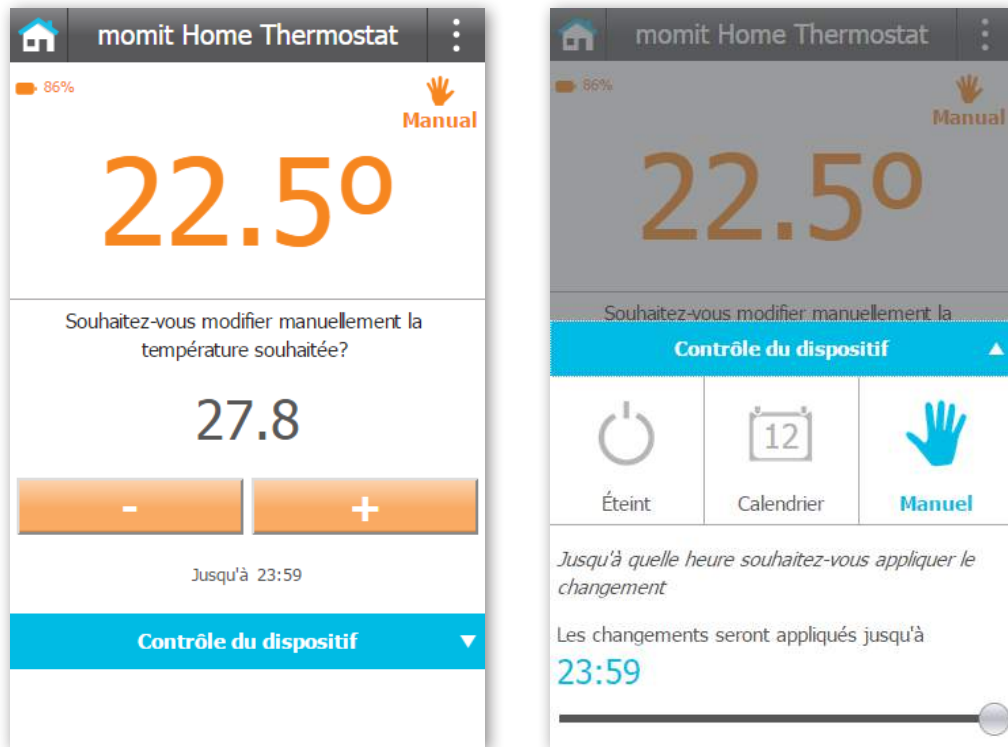 momit Home Thermostat
86%
Manual
22.5º
Souhaitez-vous modifier manuellement la
température souhaitée?
27.8
- +
Jusqu'à 23:59
Contrôle du dispositif
momit Home Thermostat
86%
Manual
22.5º
Souhaitez-vous modifier manuellement la
Contrôle du dispositif
12
Éteint Calendrier Manuel
Jusqu'à quelle heure souhaitez-vous appliquer le
changement
Les changements seront appliqués jusqu'à
23:59